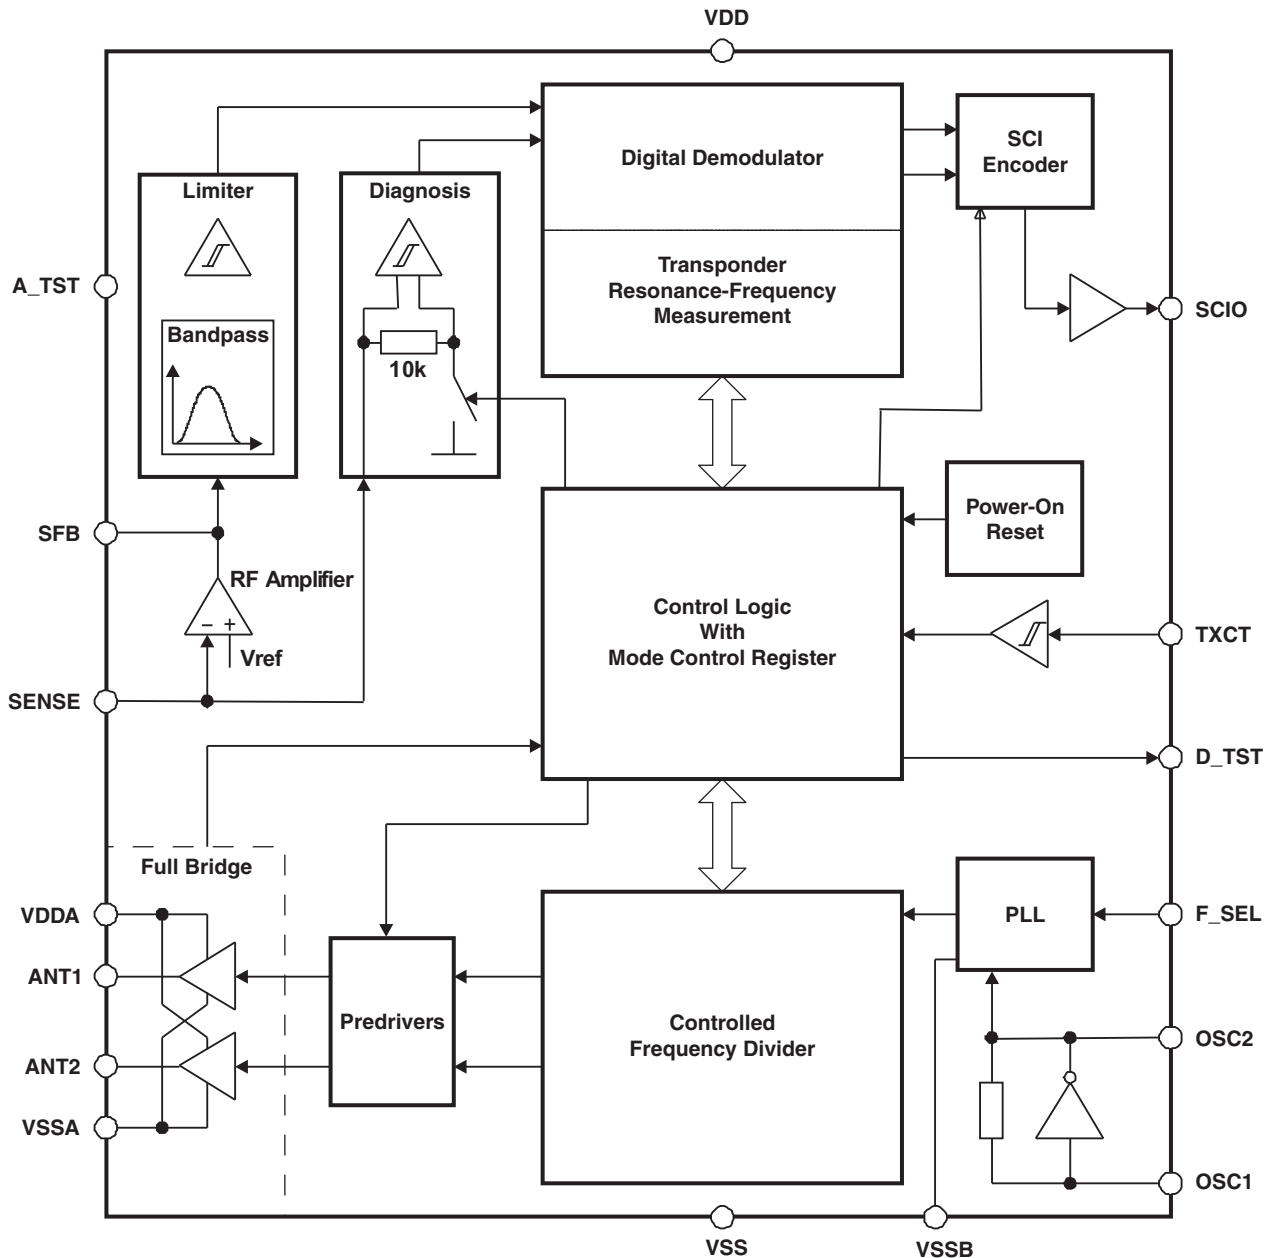 VDD
SCI
Encoder
Digital Demodulator
Limiter
Diagnosis
Transponder
Resonance-Frequency
Measurement
A_TST
SCIO
Bandpass
10k
Power-On
Reset
SFB
RF Amplifier
Control Logic
With
Mode Control Register
− +
Vref
TXCT
SENSE
D_TST
Full Bridge
VDDA
PLL
F_SEL
ANT1
Predrivers
Controlled
Frequency Divider
OSC2
ANT2
VSSA
OSC1
VSS
VSSB